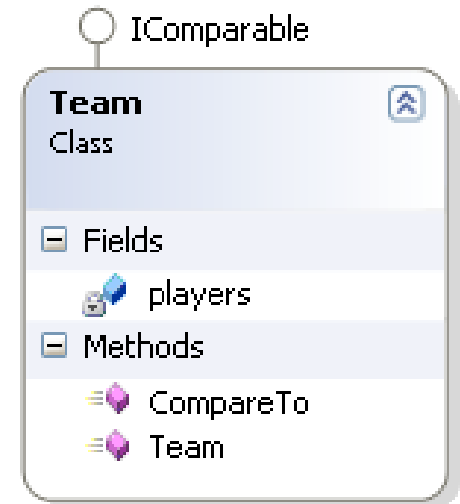 IComparable
Team
Class
Fields
players
Methods
CompareTo
Team